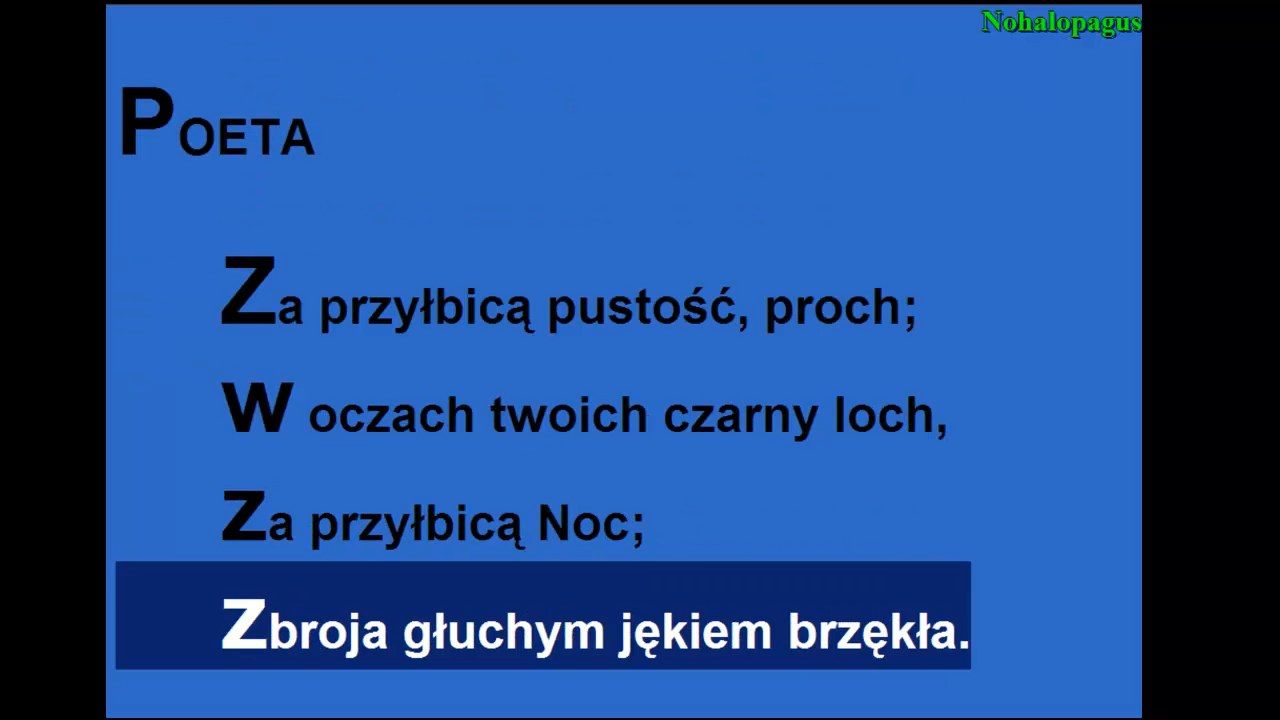 Nohalopagus
POETA
Za przyłbicą pustość, proch;
W oczach twoich czarny loch,
Za przyłbicą Noc;
Zbroja głuchym jękiem brzękła.